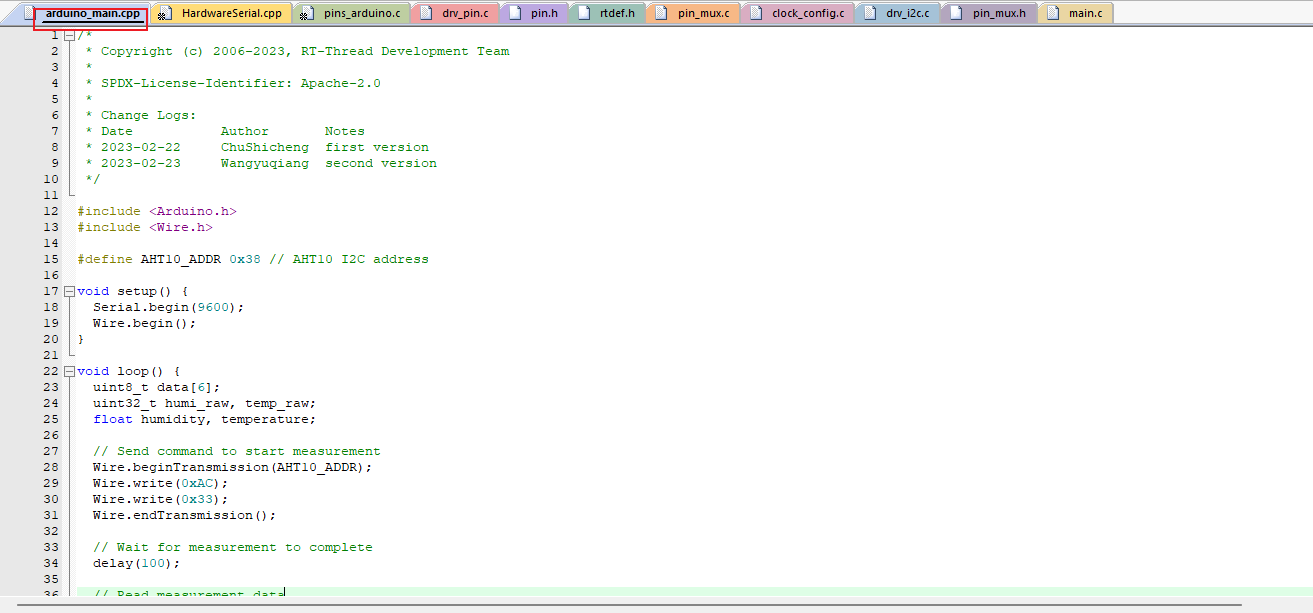 arduino_main.cpp HardwareSerial.cpp pins_arduino.c drv_pin.c pin.h rtdef.h pin_mux.c clock_config.c drv_i2c.c pin_mux.h main.c
1 /*
2 * Copyright (c) 2006-2023, RT-Thread Development Team
3 *
4 * SPDX-License-Identifier: Apache-2.0
5 *
6 * Change Logs:
7 * Date Author Notes
8 * 2023-02-22 ChuShicheng first version
9 * 2023-02-23 Wangyuqiang second version
10 */
11
12 #include <Arduino.h>
13 #include <Wire.h>
14
15 #define AHT10_ADDR 0x38 // AHT10 I2C address
16
17 void setup() {
18 Serial.begin(9600);
19 Wire.begin();
20 }
21
22 void loop() {
23 uint8_t data[6];
24 uint32_t humi_raw, temp_raw;
25 float humidity, temperature;
26
27 // Send command to start measurement
28 Wire.beginTransmission(AHT10_ADDR);
29 Wire.write(0xAC);
30 Wire.write(0x33);
31 Wire.endTransmission();
32
33 // Wait for measurement to complete
34 delay(100);
35
36 // Read measurement data